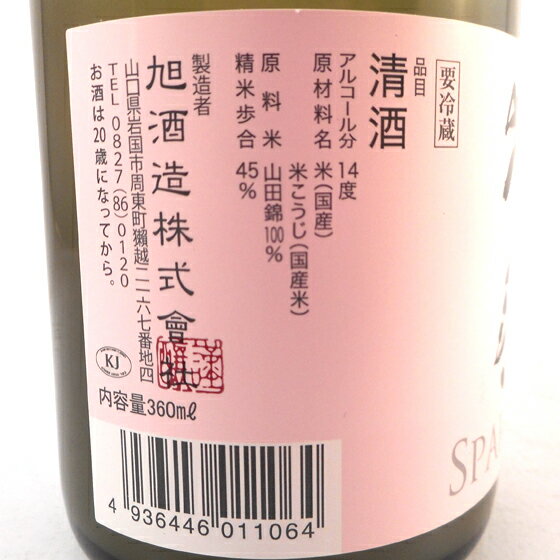 要冷蔵
品目
清酒
アルコール分 14度
原材料名 米(国産)
米こうじ(国産米)
原料米 山田錦100%
精米歩合 45%
製造者
旭酒造株式會社
山口県岩国市周東町獺越二一六七番地四
TEL 0827(86)0120
お酒は20歳になってから。
KJ
内容量360mℓ
4 936446 011064
SPA